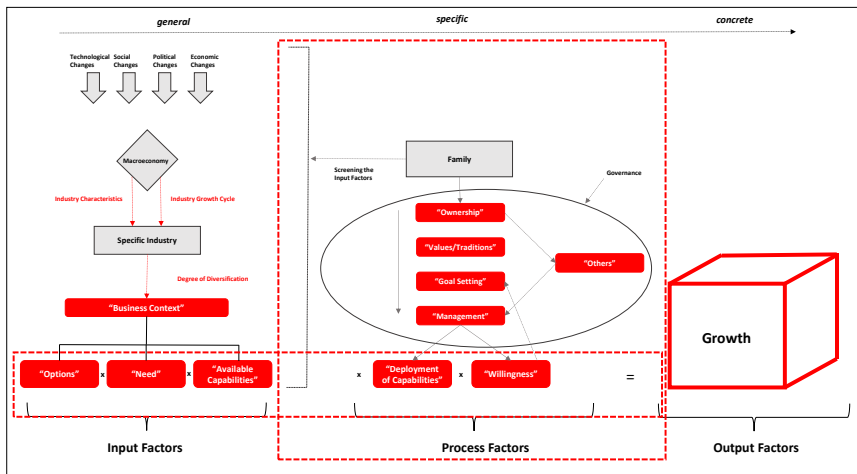 general
specific
concrete
Technological
Changes
Social
Changes
Political
Changes
Economic
Changes
Macroeconomy
Industry Characteristics
Industry Growth Cycle
Specific Industry
Degree of Diversification
“Business Context”
“Options”
x
“Need”
x
“Available
Capabilities”
Input Factors
Screening the
Input Factors
Family
Governance
“Ownership”
“Values/Traditions”
“Others”
“Goal Setting”
“Management”
x
“Deployment
of Capabilities”
x
“Willingness”
=
Process Factors
Growth
Output Factors